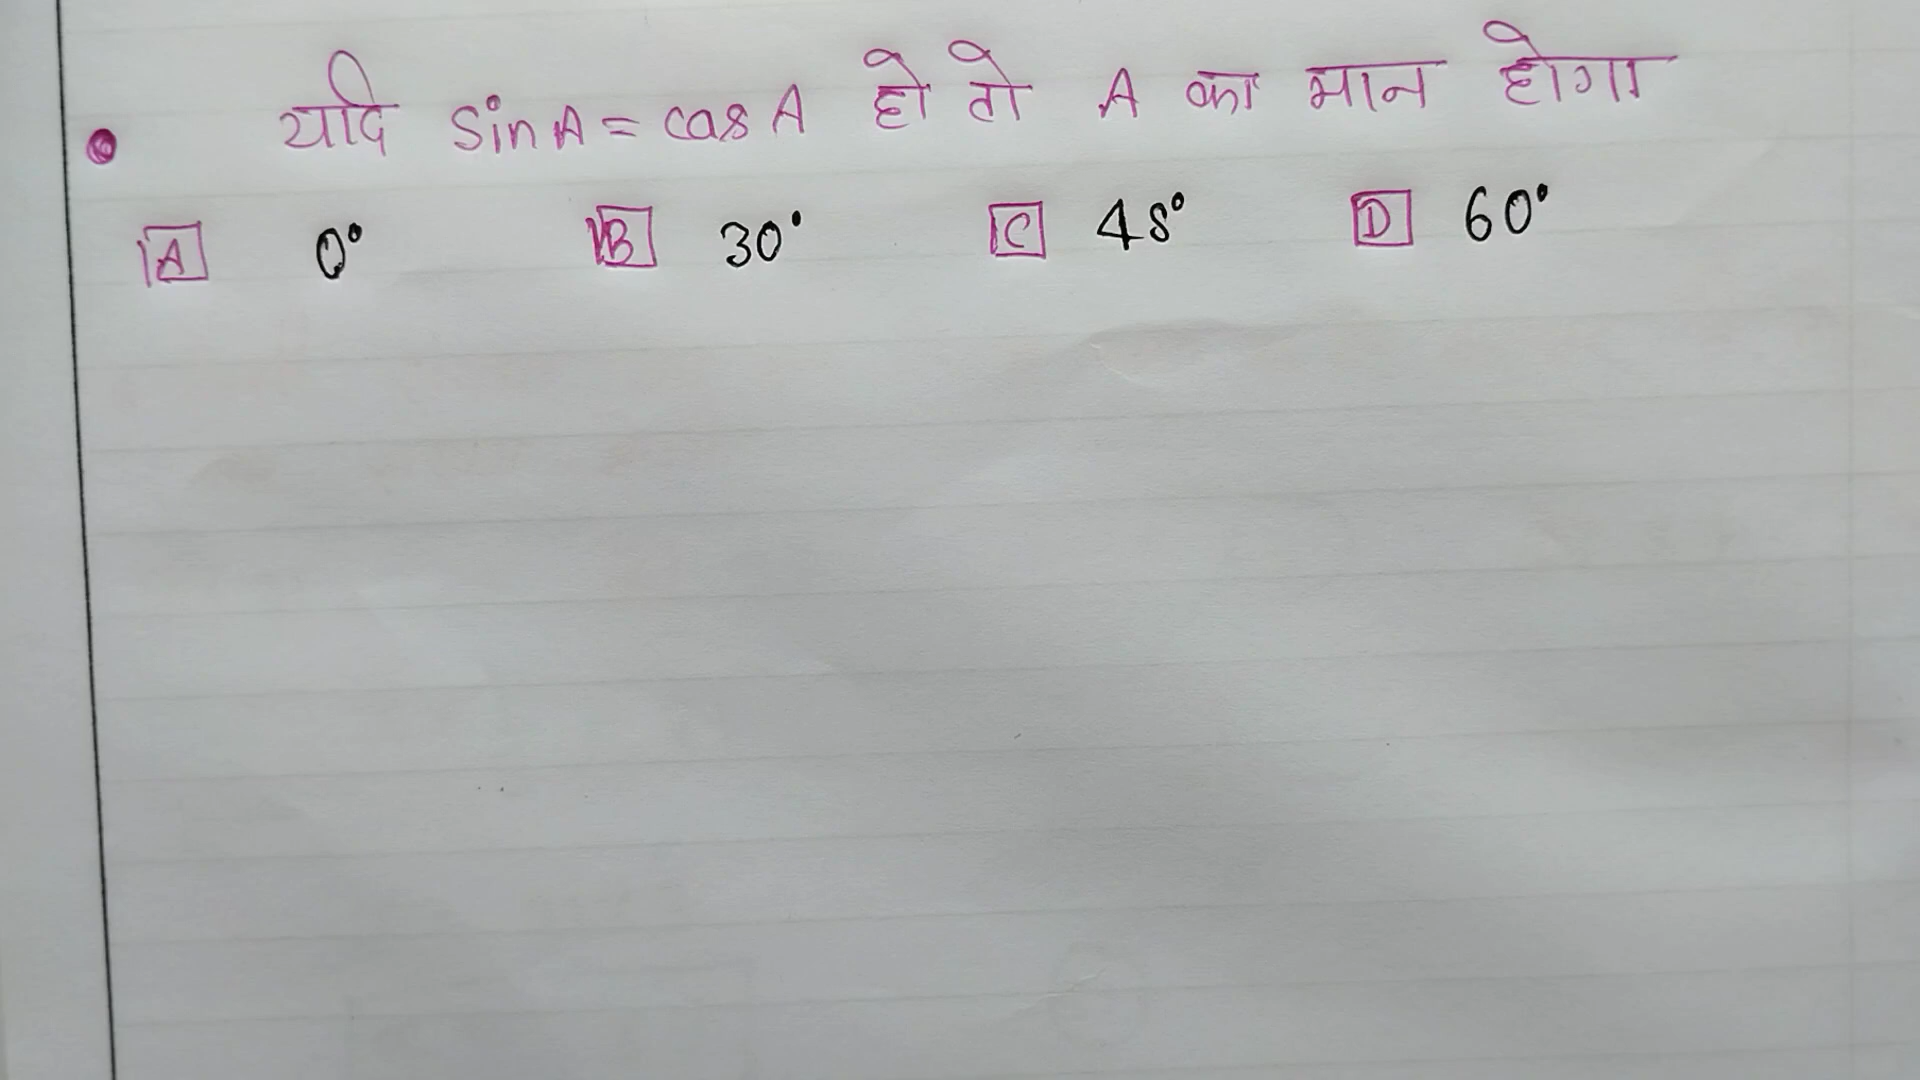 यदि sin A = cos A हो तो A का मान होगा
A 0° B 30° C 45° D 60°